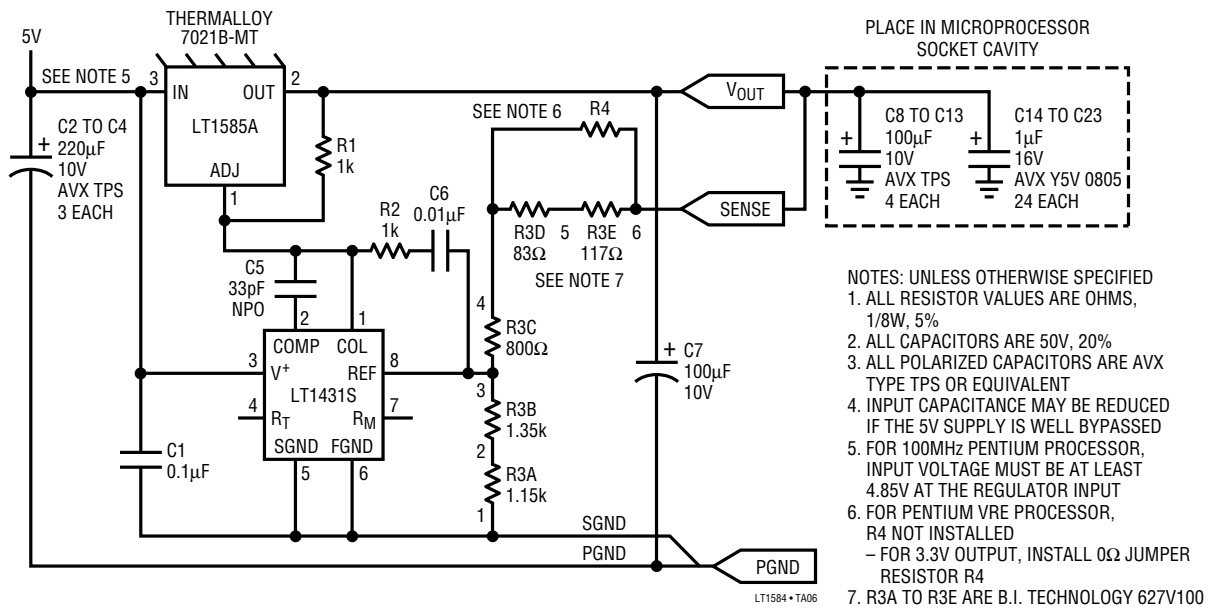 THERMALLOY
7021B-MT
5V
SEE NOTE 5
3
IN
OUT
2
LT1585A
ADJ
1
C2 TO C4
+ 220µF
10V
AVX TPS
3 EACH
R1
1k
SEE NOTE 6
R4
V_OUT
SENSE
PLACE IN MICROPROCESSOR
SOCKET CAVITY
+
C8 TO C13
100µF
10V
AVX TPS
4 EACH
+
C14 TO C23
1µF
16V
AVX Y5V 0805
24 EACH
R2
1k
C6
0.01µF
R3D
83Ω
5
R3E
117Ω
6
SEE NOTE 7
C5
33pF
NPO
2
1
4
R3C
800Ω
COMP
COL
3
V+
REF
8
LT1431S
4
R_T
R_M
7
SGND
FGND
5
6
3
R3B
1.35k
2
R3A
1.15k
1
+ C7
100µF
10V
C1
0.1µF
SGND
PGND
PGND
LT1584 • TA06
NOTES: UNLESS OTHERWISE SPECIFIED
1. ALL RESISTOR VALUES ARE OHMS,
1/8W, 5%
2. ALL CAPACITORS ARE 50V, 20%
3. ALL POLARIZED CAPACITORS ARE AVX
TYPE TPS OR EQUIVALENT
4. INPUT CAPACITANCE MAY BE REDUCED
IF THE 5V SUPPLY IS WELL BYPASSED
5. FOR 100MHz PENTIUM PROCESSOR,
INPUT VOLTAGE MUST BE AT LEAST
4.85V AT THE REGULATOR INPUT
6. FOR PENTIUM VRE PROCESSOR,
R4 NOT INSTALLED
– FOR 3.3V OUTPUT, INSTALL 0Ω JUMPER
RESISTOR R4
7. R3A TO R3E ARE B.I. TECHNOLOGY 627V100